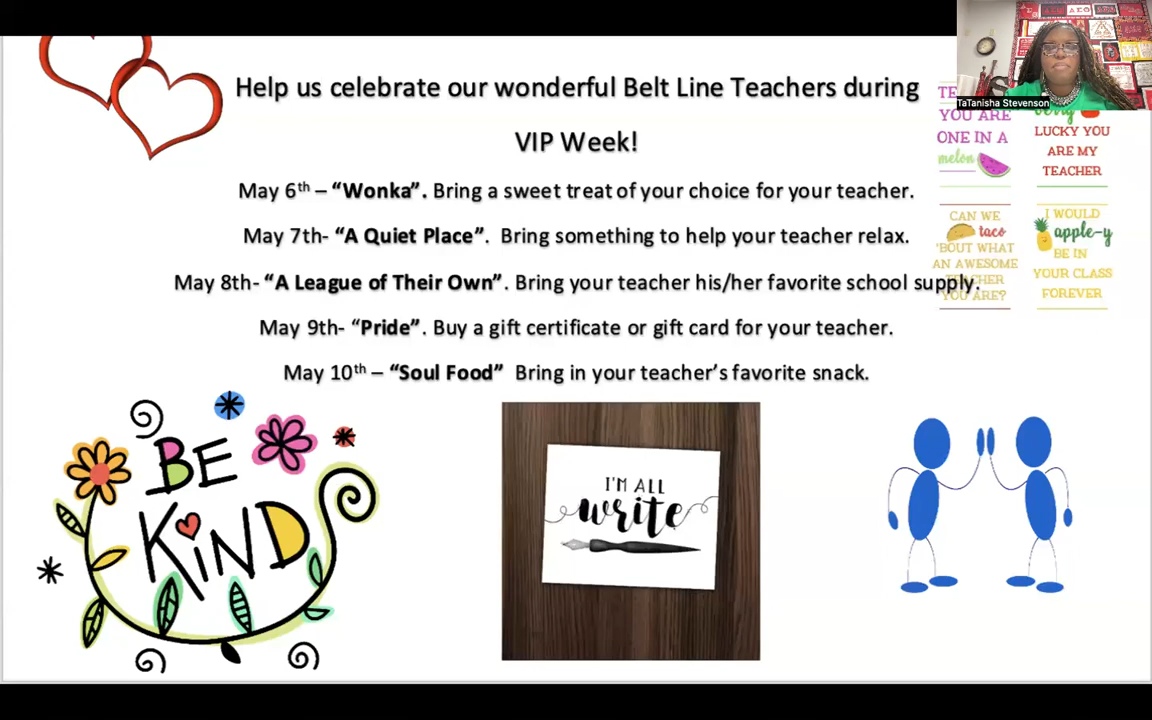 Help us celebrate our wonderful Belt Line Teachers during
VIP Week!
May 6th – “Wonka”. Bring a sweet treat of your choice for your teacher.
May 7th- “A Quiet Place”. Bring something to help your teacher relax.
May 8th- “A League of Their Own”. Bring your teacher his/her favorite school supply.
May 9th- “Pride”. Buy a gift certificate or gift card for your teacher.
May 10th – “Soul Food” Bring in your teacher’s favorite snack.
TaTanisha Stevenson
YOU ARE
ONE IN A
melon
LUCKY YOU
ARE MY
TEACHER
CAN WE
taco
'BOUT WHAT
AN AWESOME
TEACHER
YOU ARE?
I WOULD
apple-y
BE IN
YOUR CLASS
FOREVER
BE
KIND
I'M ALL
write